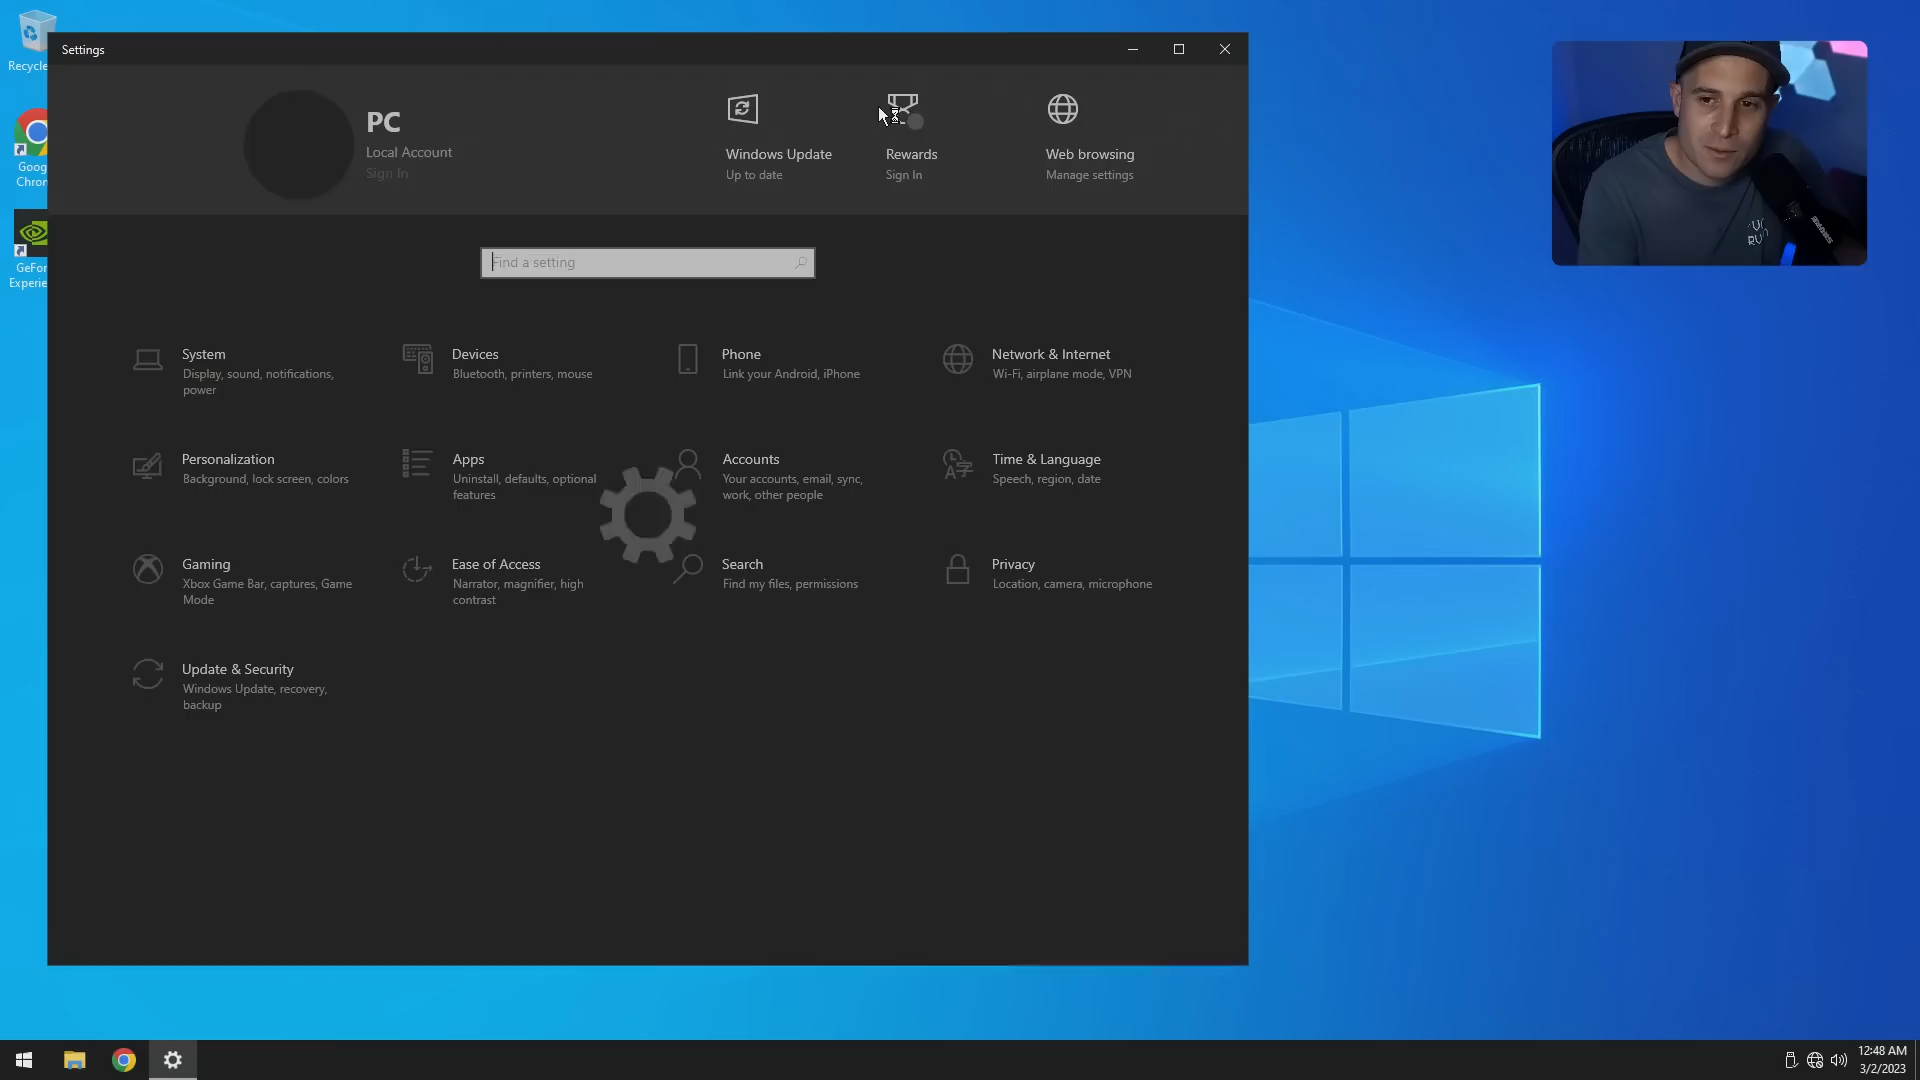 Settings
Recycle
Goog
Chron
GeFor
Experie
PC
Local Account
Sign In
Windows Update
Up to date
Rewards
Sign In
Web browsing
Manage settings
Find a setting
System
Display, sound, notifications,
power
Devices
Bluetooth, printers, mouse
Phone
Link your Android, iPhone
Network & Internet
Wi-Fi, airplane mode, VPN
Personalization
Background, lock screen, colors
Apps
Uninstall, defaults, optional
features
Accounts
Your accounts, email, sync,
work, other people
Time & Language
Speech, region, date
Gaming
Xbox Game Bar, captures, Game
Mode
Ease of Access
Narrator, magnifier, high
contrast
Search
Find my files, permissions
Privacy
Location, camera, microphone
Update & Security
Windows Update, recovery,
backup
12:48 AM
3/2/2023